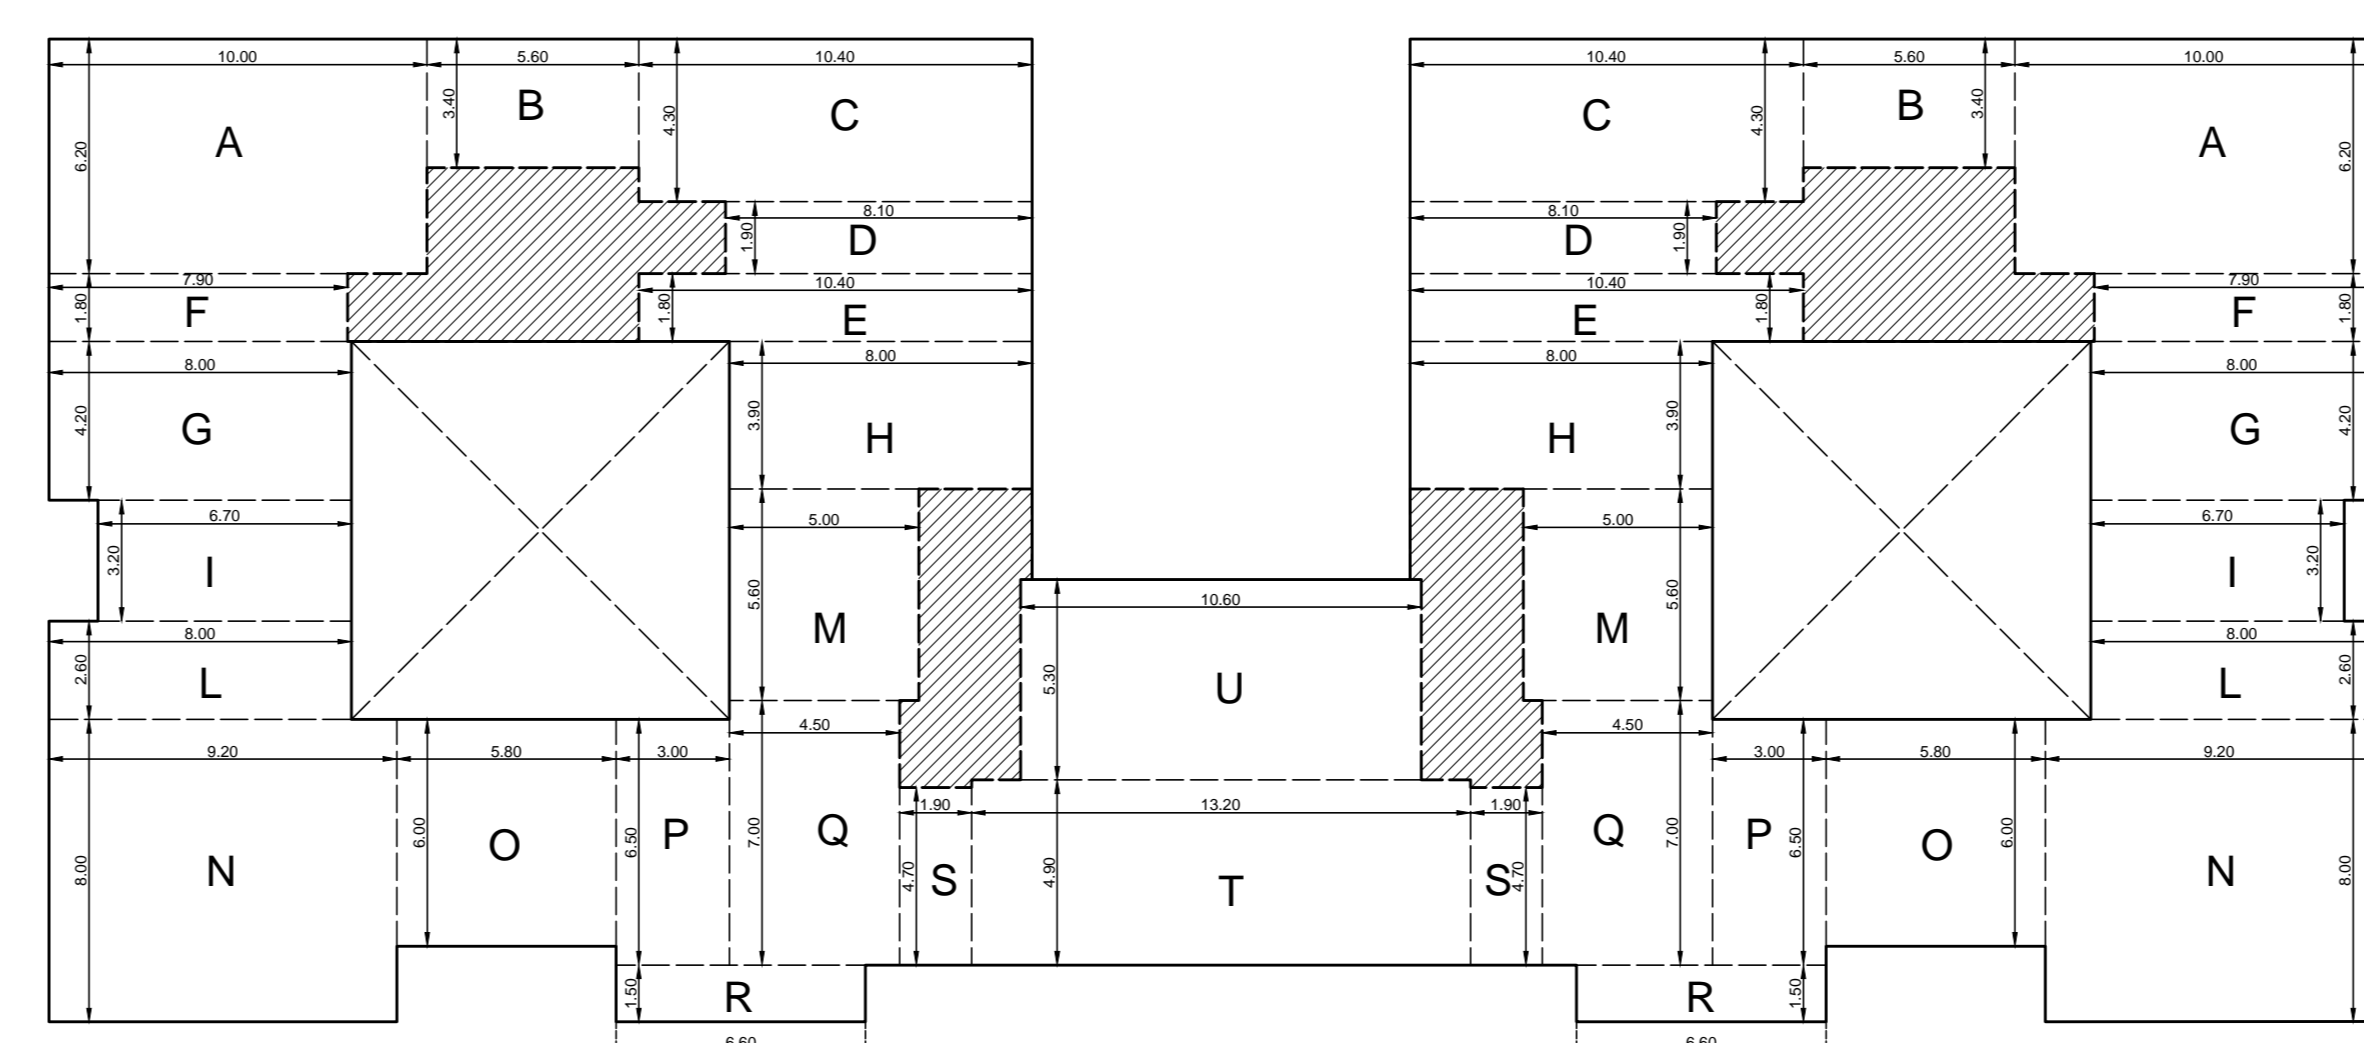 10.00 5.60 10.40 10.40 5.60 10.00
3.40 B 4.30 C C 4.30 B 3.40
6.20 A A 6.20
8.10 8.10
1.90 D D 1.90
7.90 10.40 10.40 7.90
1.80 F 1.80 E E 1.80 F 1.80
8.00 8.00 8.00 8.00
4.20 G 3.90 H H 3.90 G 4.20
6.70 5.00 5.00 6.70
3.20 I 5.60 10.60 5.60 I 3.20
8.00 M M 8.00
2.60 L 5.30 U L 2.60
9.20 5.80 3.00 4.50 4.50 3.00 5.80 9.20
1.90 13.20 1.90
8.00 N 6.00 O 6.50 P 7.00 Q Q 7.00 P 6.50 O 6.00 N 8.00
4.70 S 4.90 T S 4.70
1.50 R R 1.50
6.60 6.60